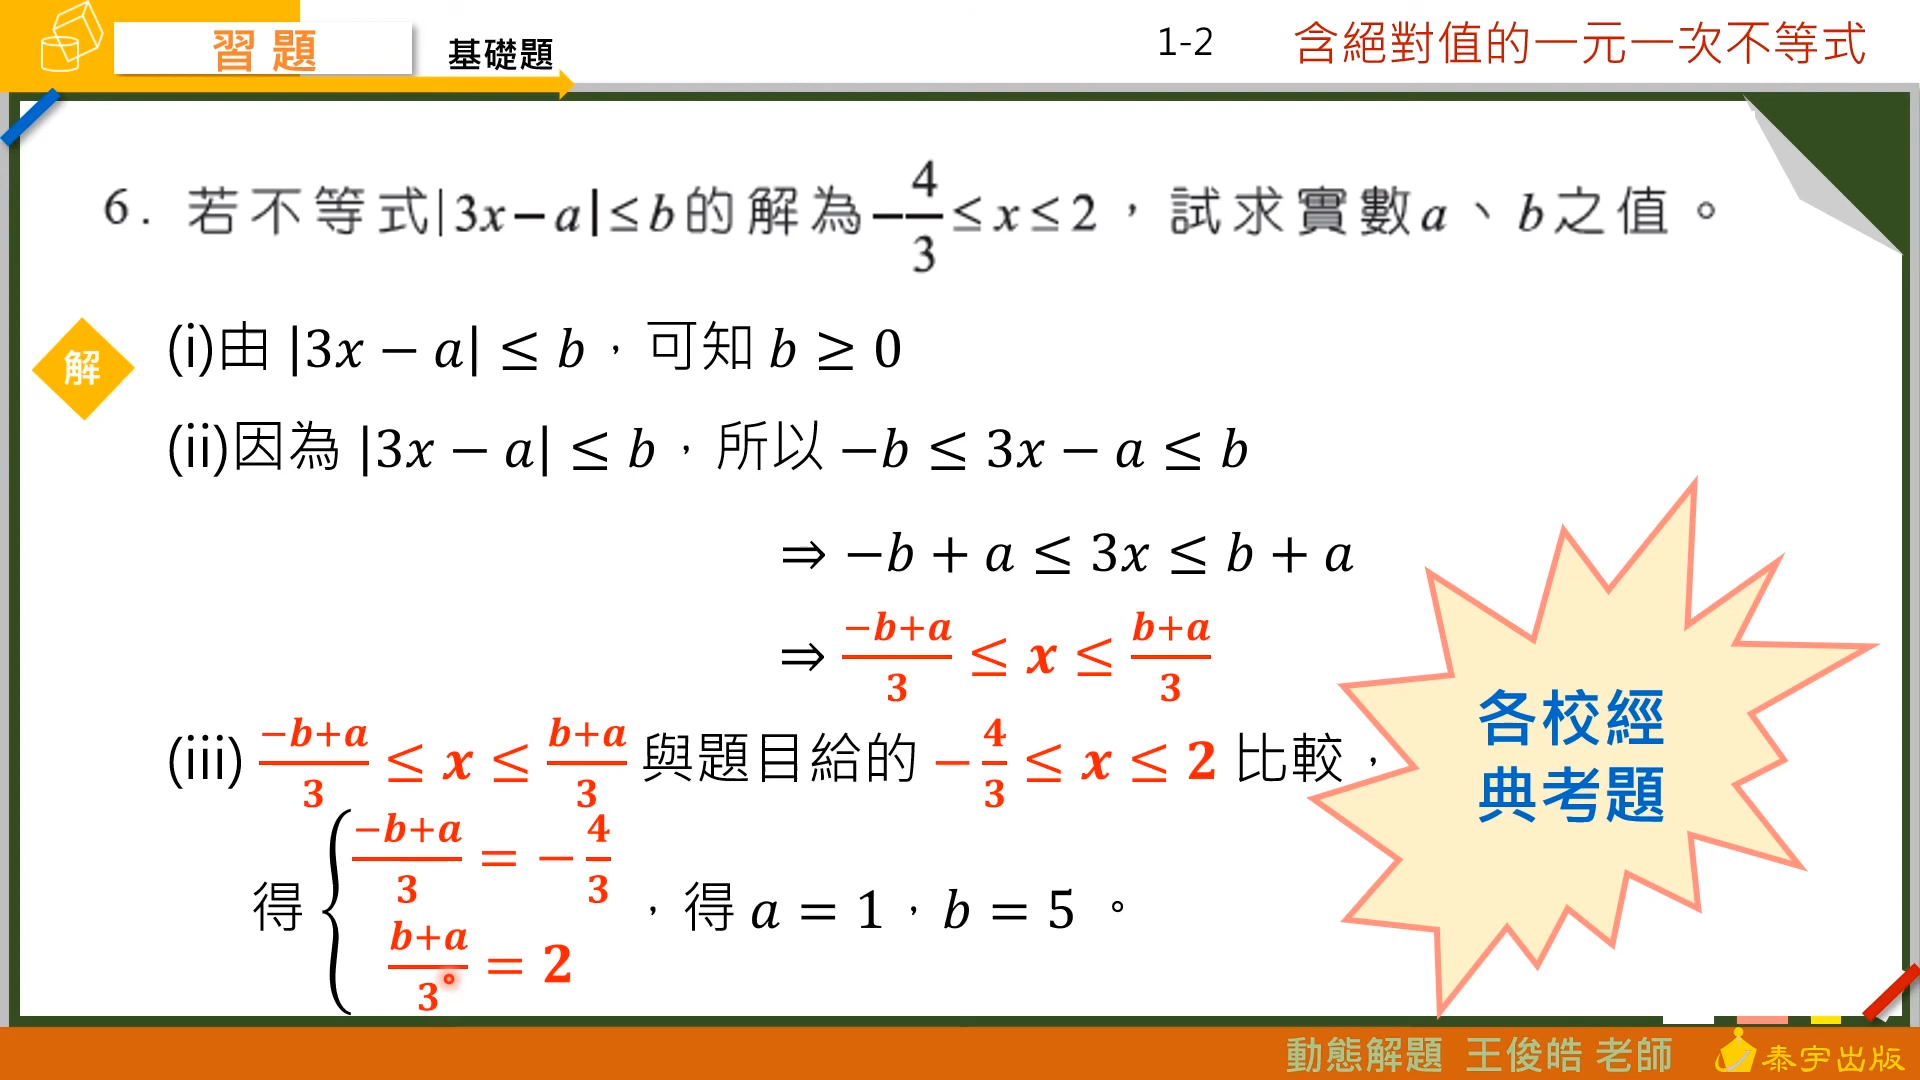 習題
基礎題
1-2 含絕對值的一元一次不等式
6. 若不等式|3x−a|≤b的解為−4/3≤x≤2，試求實數a、b之值。
解
(i)由 |3x − a| ≤ b，可知 b ≥ 0
(ii)因為 |3x − a| ≤ b，所以 −b ≤ 3x − a ≤ b
⇒ −b + a ≤ 3x ≤ b + a
⇒ (−b+a)/3 ≤ x ≤ (b+a)/3
(iii) (−b+a)/3 ≤ x ≤ (b+a)/3 與題目給的 −4/3 ≤ x ≤ 2 比較，
得 { (−b+a)/3 = −4/3
(b+a)/3 = 2
，得 a = 1，b = 5 。
各校經
典考題
動態解題 王俊皓 老師
泰宇出版